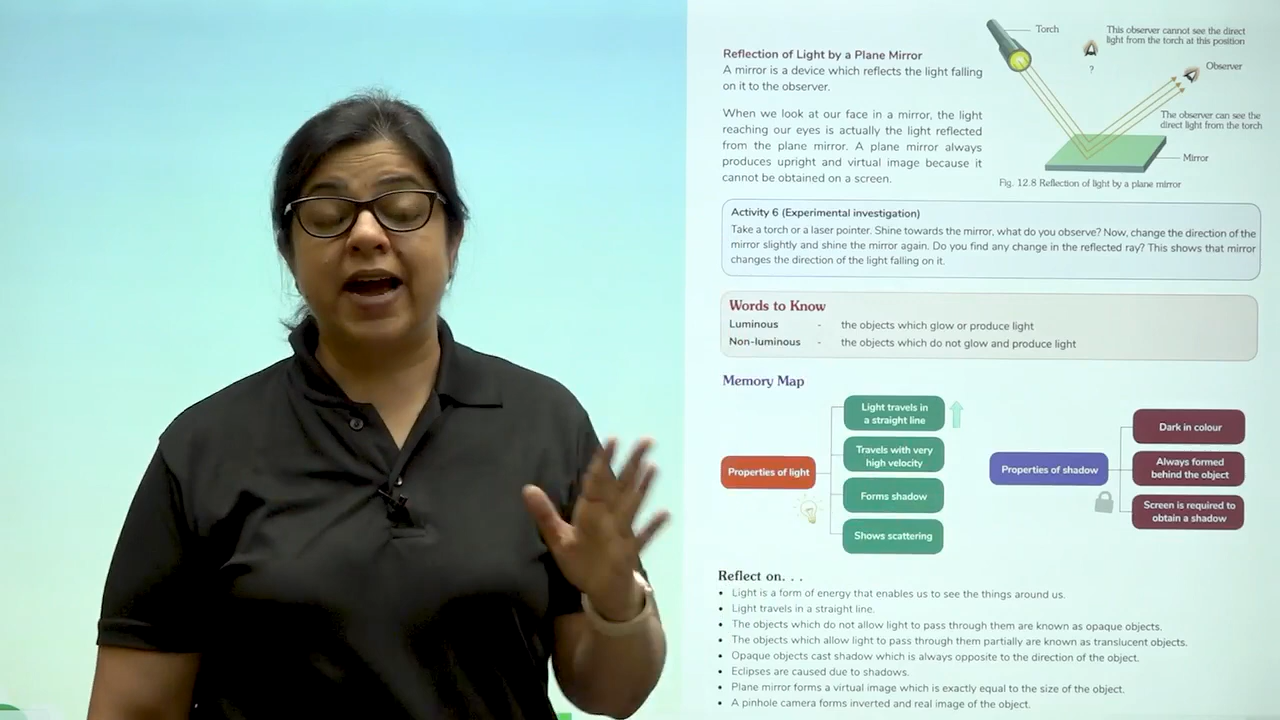 Torch
This observer cannot see the direct
light from the torch at this position
?
Observer
The observer can see the
direct light from the torch
Mirror
Fig. 12.8 Reflection of light by a plane mirror
Reflection of Light by a Plane Mirror
A mirror is a device which reflects the light falling
on it to the observer.
When we look at our face in a mirror, the light
reaching our eyes is actually the light reflected
from the plane mirror. A plane mirror always
produces upright and virtual image because it
cannot be obtained on a screen.
Activity 6 (Experimental investigation)
Take a torch or a laser pointer. Shine towards the mirror, what do you observe? Now, change the direction of the
mirror slightly and shine the mirror again. Do you find any change in the reflected ray? This shows that mirror
changes the direction of the light falling on it.
Words to Know
Luminous - the objects which glow or produce light
Non-luminous - the objects which do not glow and produce light
Memory Map
Properties of light
Light travels in
a straight line
Travels with very
high velocity
Forms shadow
Shows scattering
Properties of shadow
Dark in colour
Always formed
behind the object
Screen is required to
obtain a shadow
Reflect on. . .
• Light is a form of energy that enables us to see the things around us.
• Light travels in a straight line.
• The objects which do not allow light to pass through them are known as opaque objects.
• The objects which allow light to pass through them partially are known as translucent objects.
• Opaque objects cast shadow which is always opposite to the direction of the object.
• Eclipses are caused due to shadows.
• Plane mirror forms a virtual image which is exactly equal to the size of the object.
• A pinhole camera forms inverted and real image of the object.